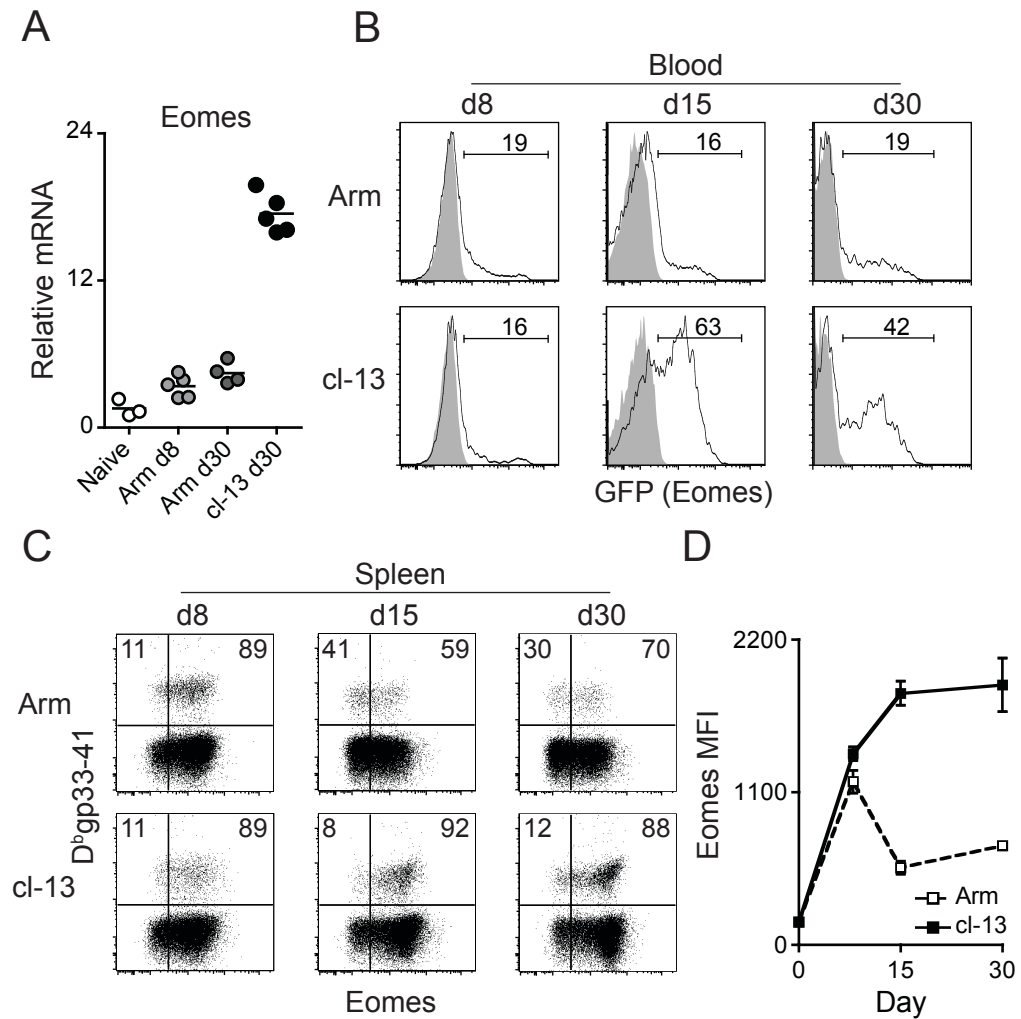 A
Eomes
24
12
0
Relative mRNA
Naive
Arm d8
Arm d30
cl-13 d30
B
Blood
d8 d15 d30
Arm
19 16 19
cl-13
16 63 42
GFP (Eomes)
C
Spleen
d8 d15 d30
Arm
11 89 41 59 30 70
cl-13
11 89 8 92 12 88
Dᵇgp33-41
Eomes
D
2200
1100
0
Eomes MFI
Arm
cl-13
0 15 30
Day